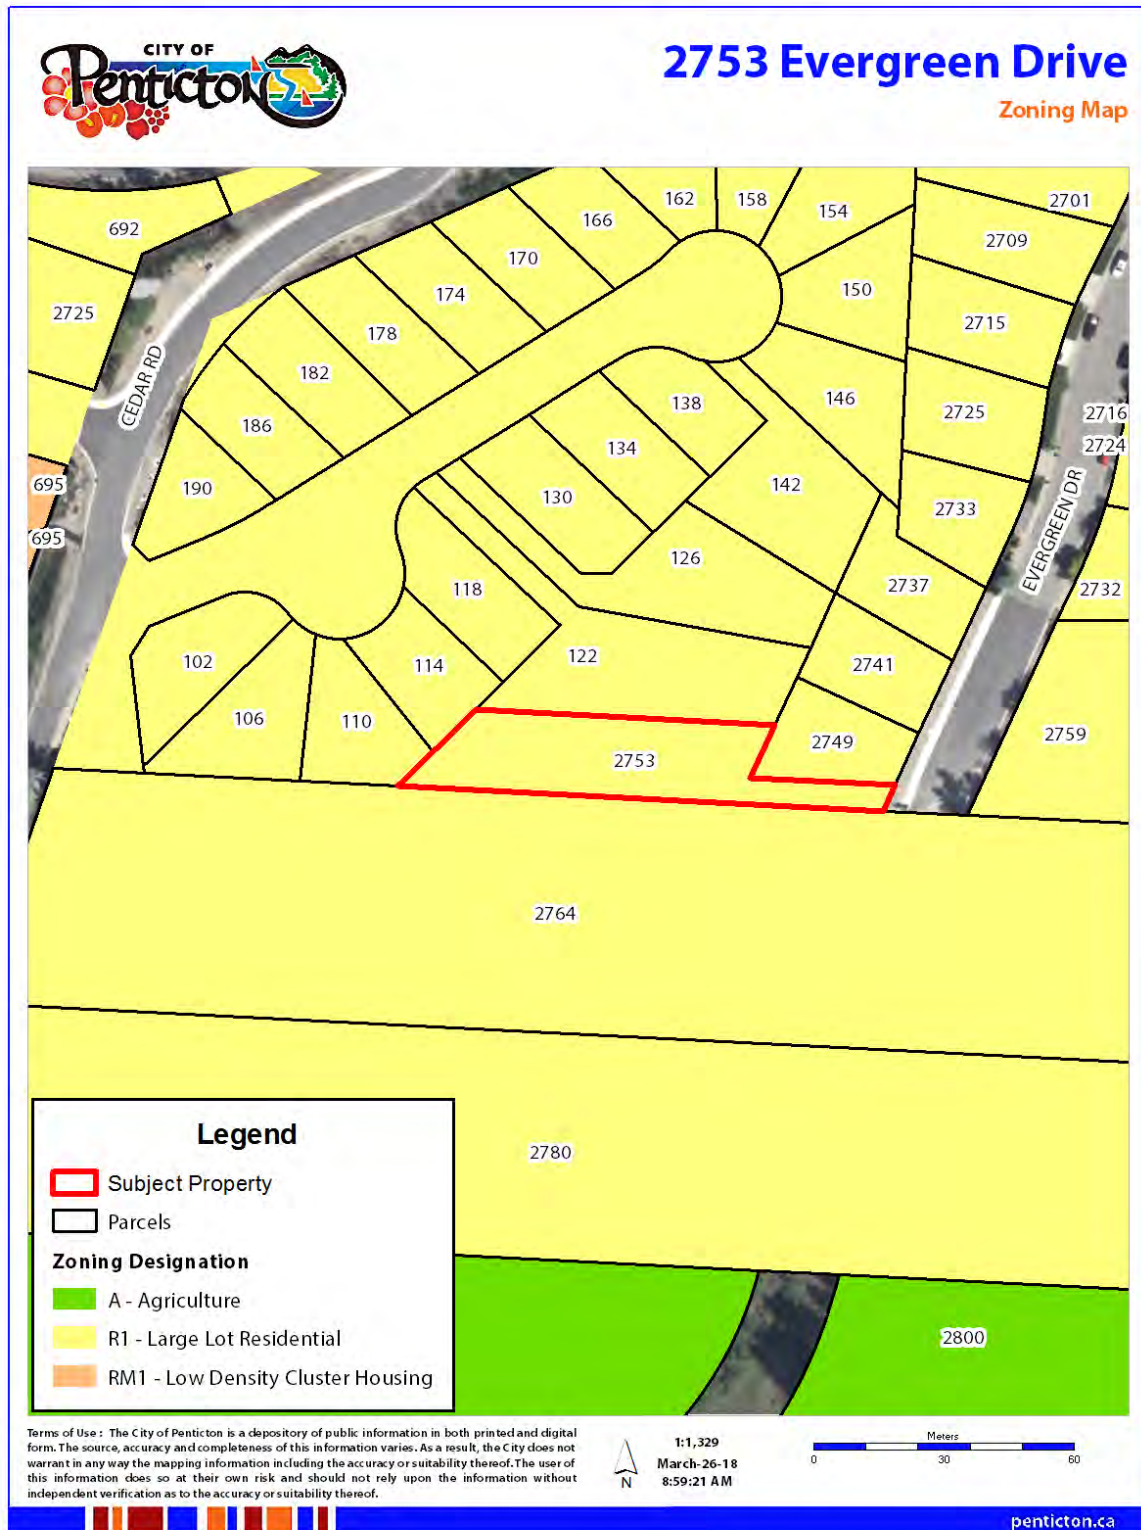 CITY OF
Penticton
2753 Evergreen Drive
Zoning Map
692
2725
695
695
CEDAR RD
162
158
154
166
170
174
178
182
186
190
150
146
138
134
130
142
126
118
114
122
102
106
110
2701
2709
2715
2725
2716
2724
2733
EVERGREEN DR
2737
2732
2741
2749
2759
2753
2764
2780
2800
Legend
Subject Property
Parcels
Zoning Designation
A - Agriculture
R1 - Large Lot Residential
RM1 - Low Density Cluster Housing
Terms of Use : The City of Penticton is a depository of public information in both printed and digital
form. The source, accuracy and completeness of this information varies. As a result, the City does not
warrant in any way the mapping information including the accuracy or suitability thereof. The user of
this information does so at their own risk and should not rely upon the information without
independent verification as to the accuracy or suitability thereof.
N
1:1,329
March-26-18
8:59:21 AM
Meters
0 30 60
penticton.ca